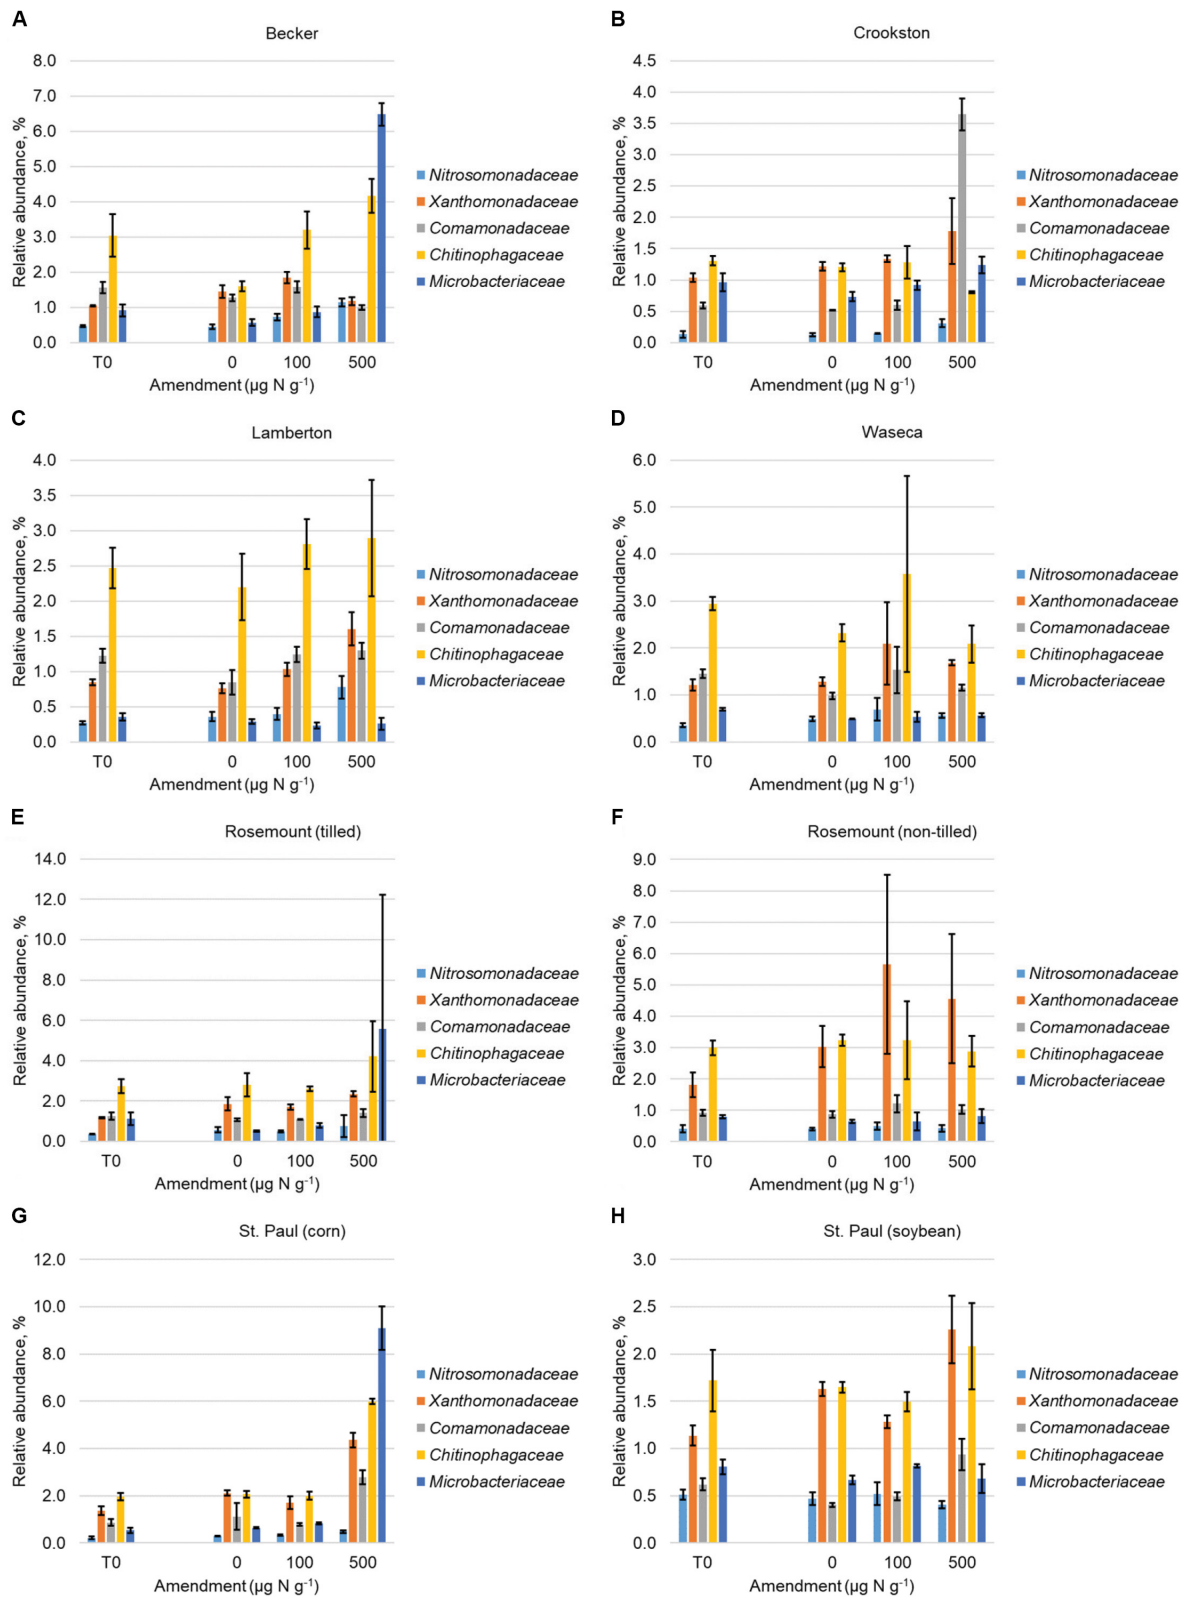 A
Becker
Relative abundance, %
8.0
7.0
6.0
5.0
4.0
3.0
2.0
1.0
0.0
T0 0 100 500
Amendment (µg N g⁻¹)
Nitrosomonadaceae
Xanthomonadaceae
Comamonadaceae
Chitinophagaceae
Microbacteriaceae
B
Crookston
Relative abundance, %
4.5
4.0
3.5
3.0
2.5
2.0
1.5
1.0
0.5
0.0
T0 0 100 500
Amendment (µg N g⁻¹)
Nitrosomonadaceae
Xanthomonadaceae
Comamonadaceae
Chitinophagaceae
Microbacteriaceae
C
Lamberton
Relative abundance, %
4.0
3.5
3.0
2.5
2.0
1.5
1.0
0.5
0.0
T0 0 100 500
Amendment (µg N g⁻¹)
Nitrosomonadaceae
Xanthomonadaceae
Comamonadaceae
Chitinophagaceae
Microbacteriaceae
D
Waseca
Relative abundance, %
6.0
5.0
4.0
3.0
2.0
1.0
0.0
T0 0 100 500
Amendment (µg N g⁻¹)
Nitrosomonadaceae
Xanthomonadaceae
Comamonadaceae
Chitinophagaceae
Microbacteriaceae
E
Rosemount (tilled)
Relative abundance, %
14.0
12.0
10.0
8.0
6.0
4.0
2.0
0.0
T0 0 100 500
Amendment (µg N g⁻¹)
Nitrosomonadaceae
Xanthomonadaceae
Comamonadaceae
Chitinophagaceae
Microbacteriaceae
F
Rosemount (non-tilled)
Relative abundance, %
9.0
8.0
7.0
6.0
5.0
4.0
3.0
2.0
1.0
0.0
T0 0 100 500
Amendment (µg N g⁻¹)
Nitrosomonadaceae
Xanthomonadaceae
Comamonadaceae
Chitinophagaceae
Microbacteriaceae
G
St. Paul (corn)
Relative abundance, %
12.0
10.0
8.0
6.0
4.0
2.0
0.0
T0 0 100 500
Amendment (µg N g⁻¹)
Nitrosomonadaceae
Xanthomonadaceae
Comamonadaceae
Chitinophagaceae
Microbacteriaceae
H
St. Paul (soybean)
Relative abundance, %
3.0
2.5
2.0
1.5
1.0
0.5
0.0
T0 0 100 500
Amendment (µg N g⁻¹)
Nitrosomonadaceae
Xanthomonadaceae
Comamonadaceae
Chitinophagaceae
Microbacteriaceae